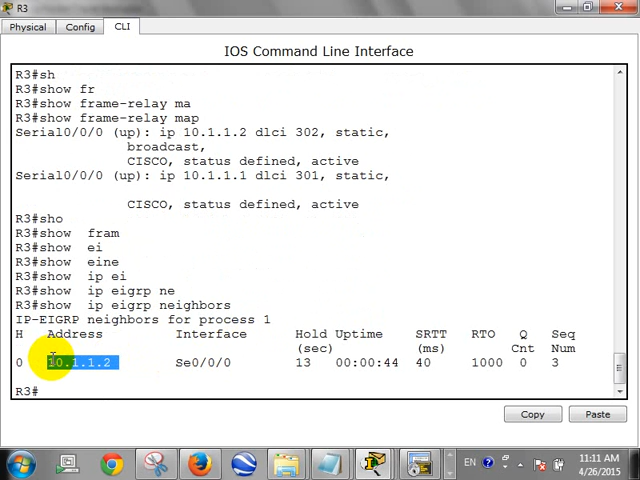 R3
Physical Config CLI
IOS Command Line Interface
R3#sh
R3#show fr
R3#show frame-relay ma
R3#show frame-relay map
Serial0/0/0 (up): ip 10.1.1.2 dlci 302, static,
broadcast,
CISCO, status defined, active
Serial0/0/0 (up): ip 10.1.1.1 dlci 301, static,
CISCO, status defined, active
R3#sho
R3#show fram
R3#show ei
R3#show eine
R3#show ip ei
R3#show ip eigrp ne
R3#show ip eigrp neighbors
IP-EIGRP neighbors for process 1
H Address Interface Hold Uptime SRTT RTO Q Seq
(sec) (ms) Cnt Num
0 10.1.1.2 Se0/0/0 13 00:00:44 40 1000 0 3
R3#
Copy Paste
EN 11:11 AM
4/26/2015